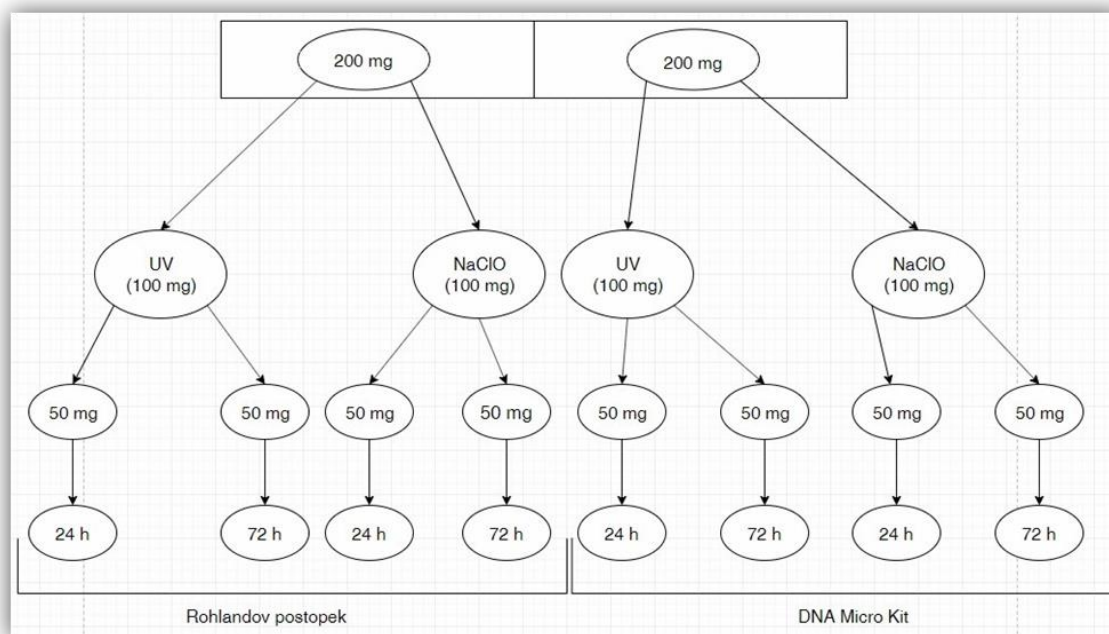 200 mg
200 mg
UV
(100 mg)
NaClO
(100 mg)
UV
(100 mg)
NaClO
(100 mg)
50 mg
50 mg
50 mg
50 mg
50 mg
50 mg
50 mg
50 mg
24 h
72 h
24 h
72 h
24 h
72 h
24 h
72 h
Rohlandov postopek
DNA Micro Kit